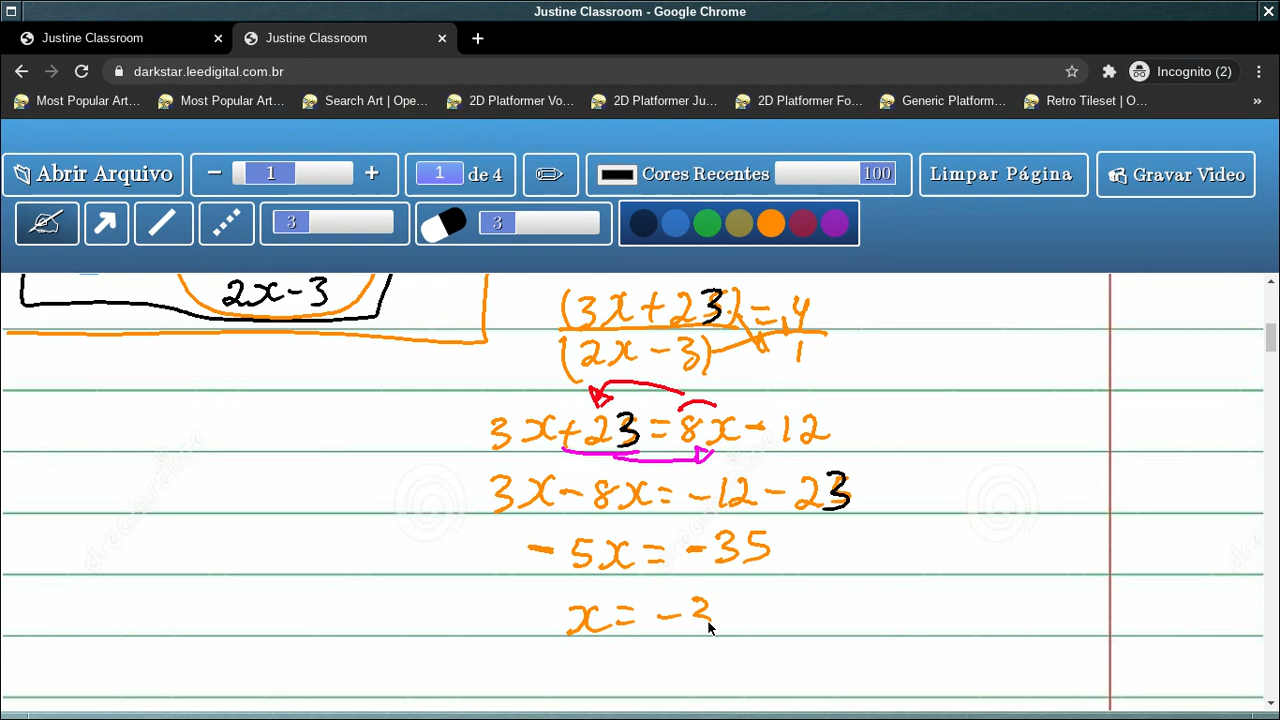 Justine Classroom - Google Chrome
Justine Classroom
Justine Classroom
darkstar.leedigital.com.br
Incognito (2)
Most Popular Art...
Most Popular Art...
Search Art | Ope...
2D Platformer Vo...
2D Platformer Ju...
2D Platformer Fo...
Generic Platform...
Retro Tileset | O...
»
Abrir Arquivo
− 1 +
1 de 4
Cores Recentes 100
Limpar Página
Gravar Video
3
3
2x-3
(3x+23) = 4
(2x-3) 1
3x+23=8x-12
3x-8x=-12-23
-5x=-35
x=-3
dreamstime
dreamstime